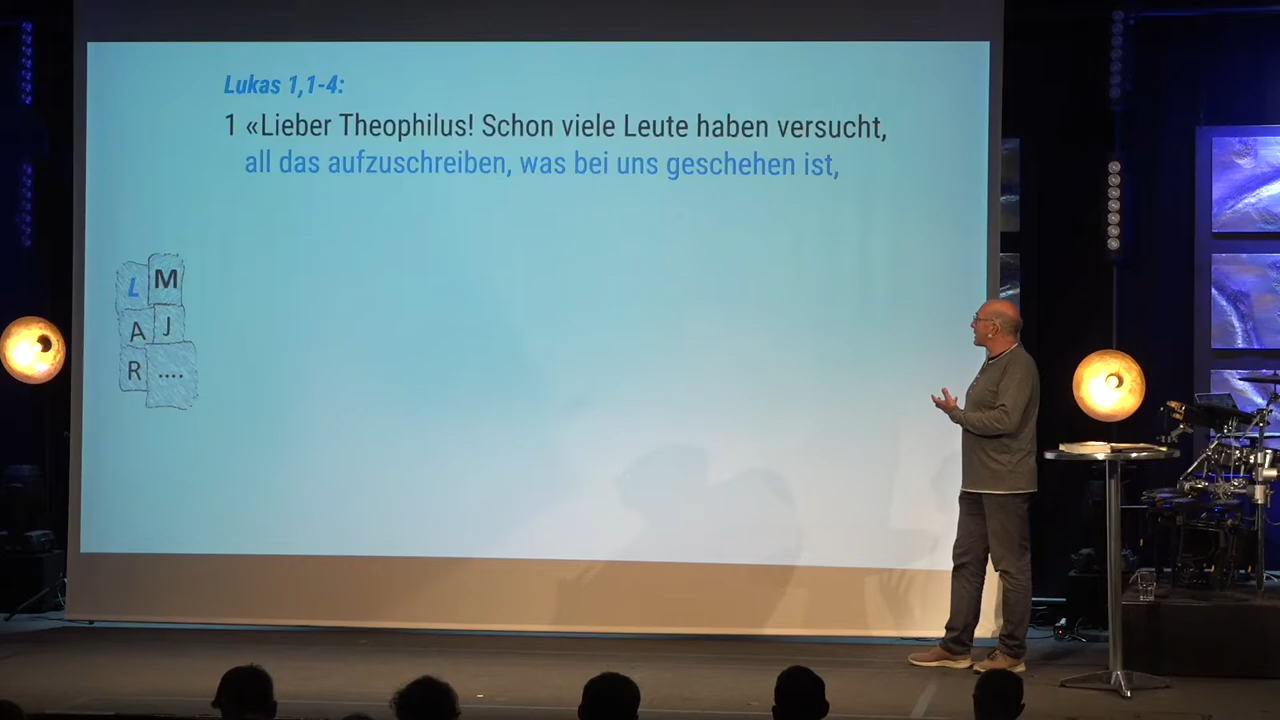 Lukas 1,1-4:
1 «Lieber Theophilus! Schon viele Leute haben versucht,
all das aufzuschreiben, was bei uns geschehen ist,
L M
A J
R ....